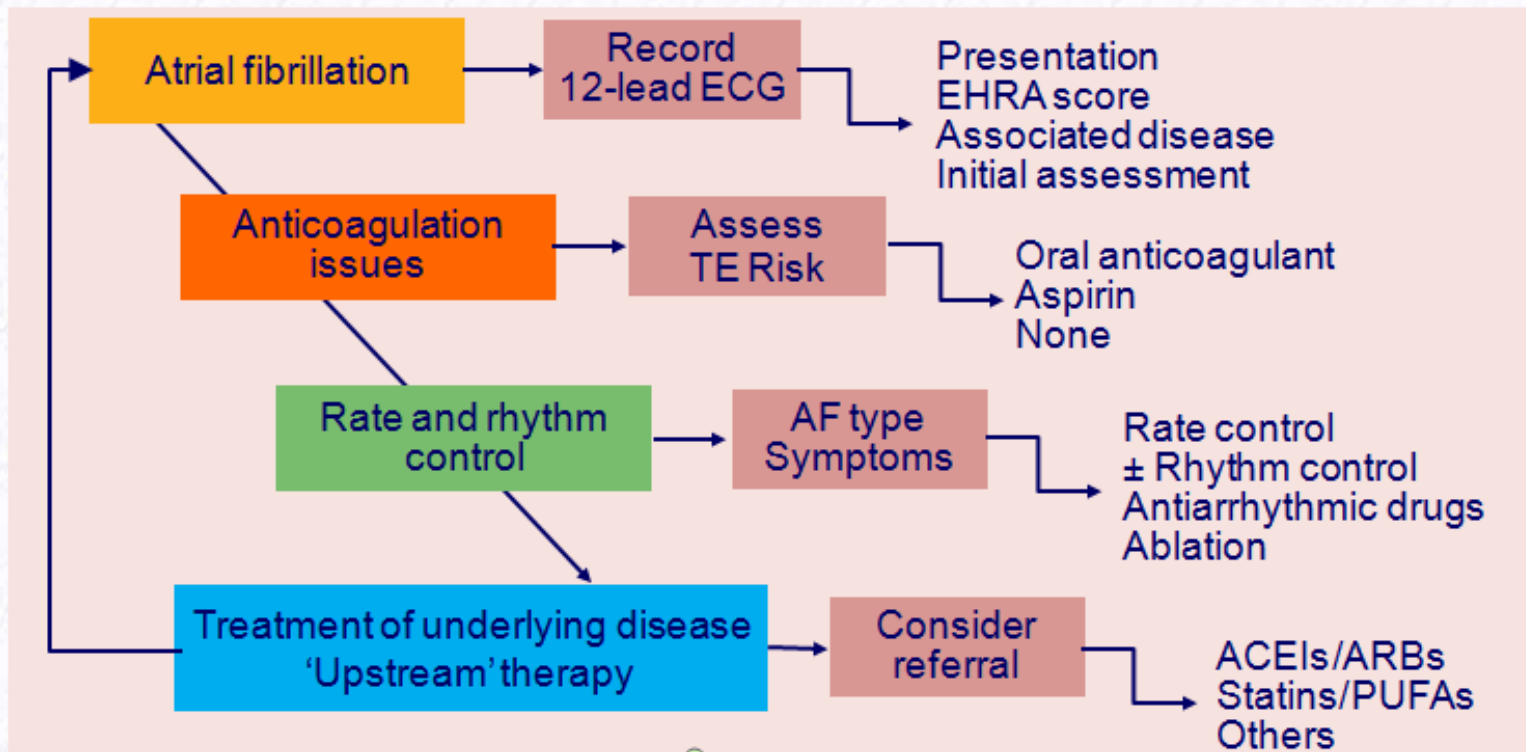 Atrial fibrillation
Record
12-lead ECG
Presentation
EHRA score
Associated disease
Initial assessment
Anticoagulation
issues
Assess
TE Risk
Oral anticoagulant
Aspirin
None
Rate and rhythm
control
AF type
Symptoms
Rate control
± Rhythm control
Antiarrhythmic drugs
Ablation
Treatment of underlying disease
‘Upstream’ therapy
Consider
referral
ACEIs/ARBs
Statins/PUFAs
Others